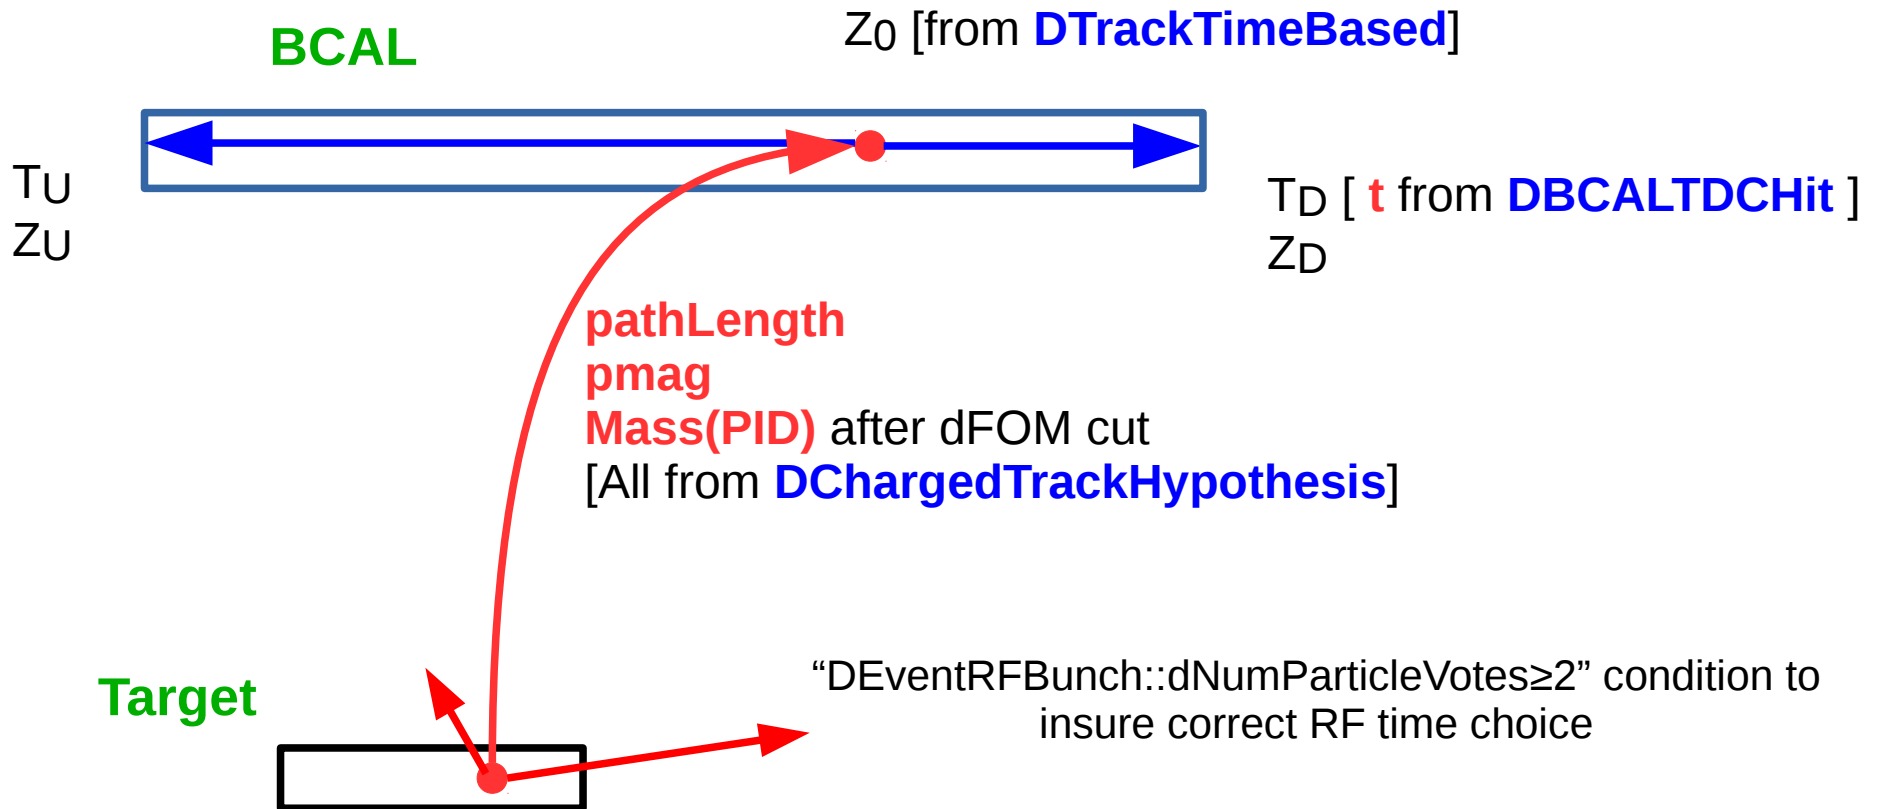 Z0 [from DTrackTimeBased]
BCAL
TU
ZU
TD [ t from DBCALTDCHit ]
ZD
pathLength
pmag
Mass(PID) after dFOM cut
[All from DChargedTrackHypothesis]
Target
“DEventRFBunch::dNumParticleVotes≥2” condition to
insure correct RF time choice